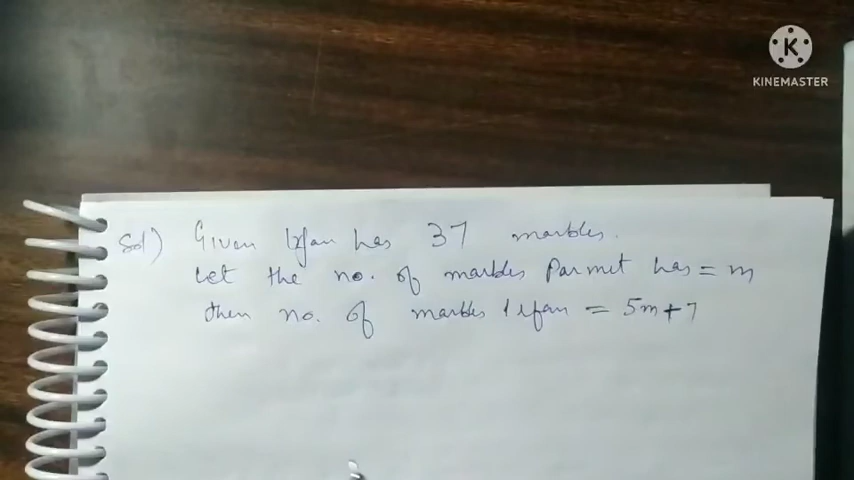 KINEMASTER
Sol) Given Irfan has 37 marbles.
Let the no. of marbles Parmit has = m
then no. of marbles Irfan = 5m+7